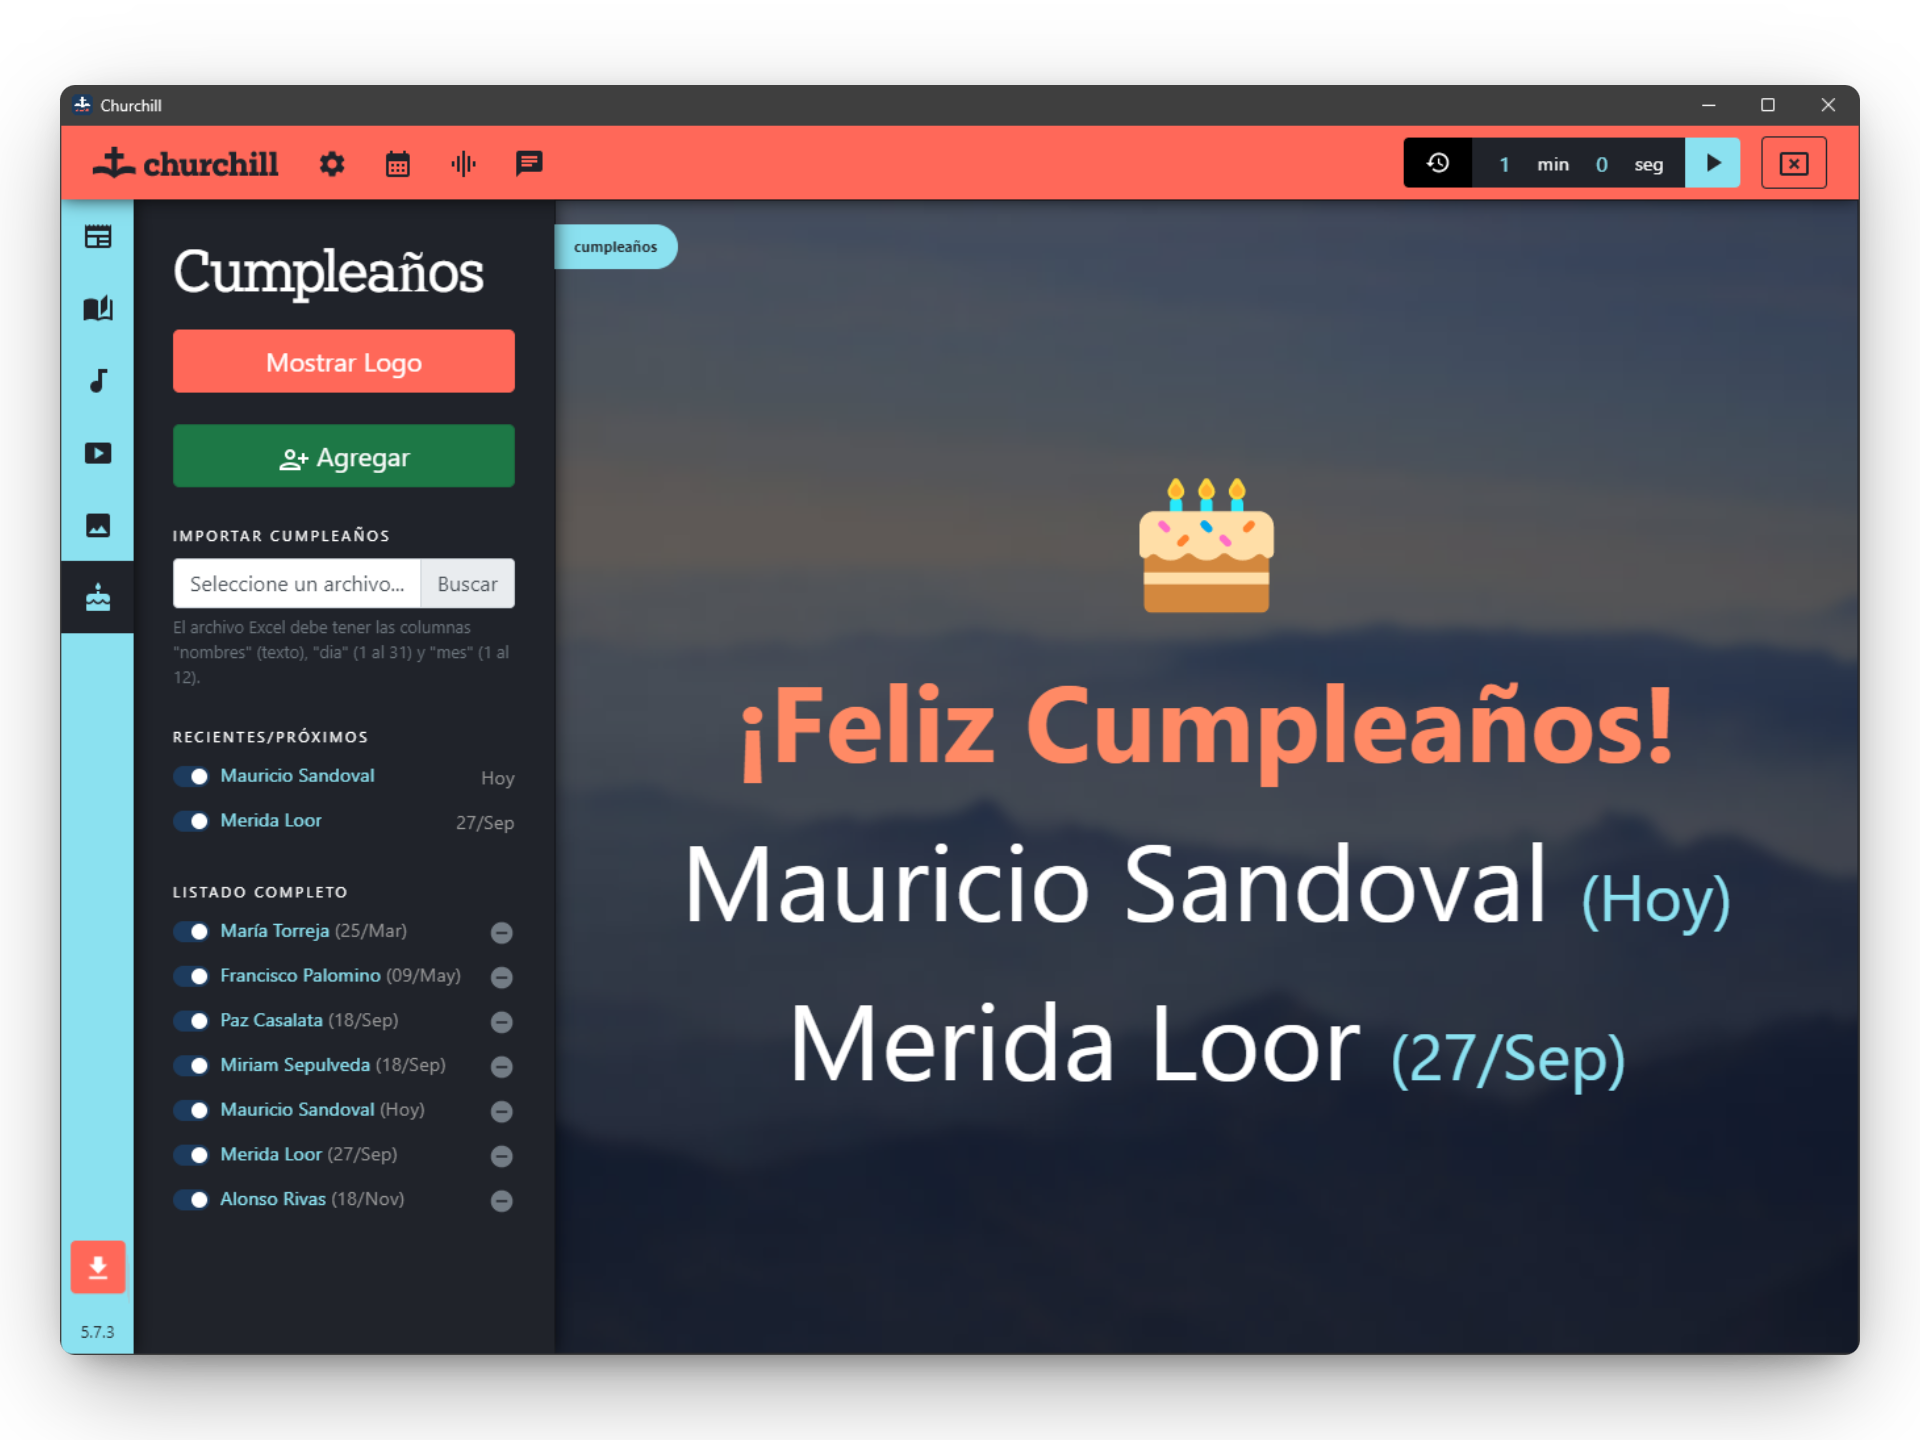 Churchill
churchill
1 min 0 seg
Cumpleaños
Mostrar Logo
Agregar
IMPORTAR CUMPLEAÑOS
Seleccione un archivo... Buscar
El archivo Excel debe tener las columnas
"nombres" (texto), "dia" (1 al 31) y "mes" (1 al
12).
RECIENTES/PRÓXIMOS
Mauricio Sandoval Hoy
Merida Loor 27/Sep
LISTADO COMPLETO
María Torreja (25/Mar)
Francisco Palomino (09/May)
Paz Casalata (18/Sep)
Miriam Sepulveda (18/Sep)
Mauricio Sandoval (Hoy)
Merida Loor (27/Sep)
Alonso Rivas (18/Nov)
5.7.3
cumpleaños
¡Feliz Cumpleaños!
Mauricio Sandoval (Hoy)
Merida Loor (27/Sep)